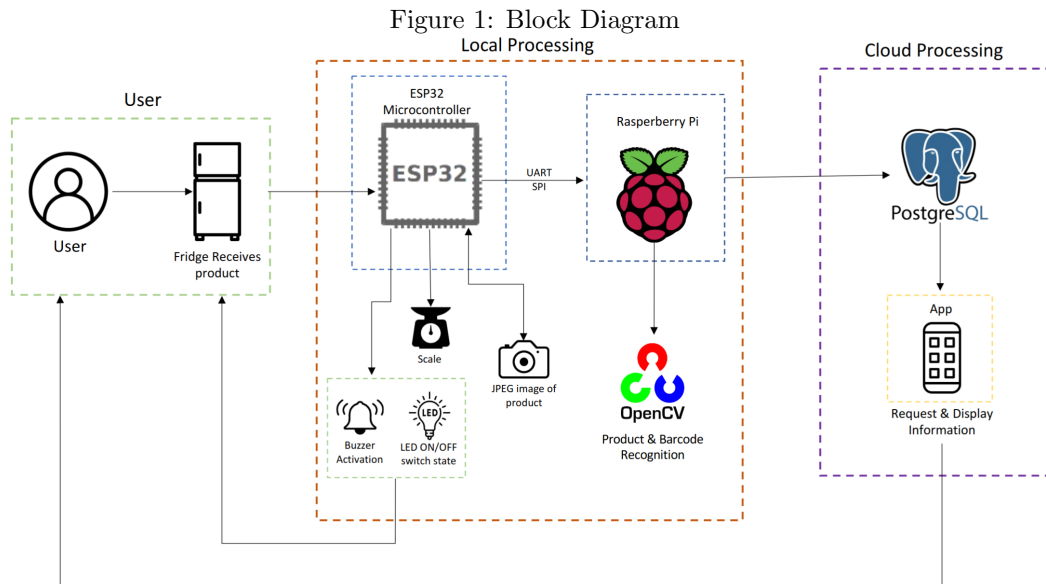 Figure 1: Block Diagram
Local Processing
Cloud Processing
User
ESP32
Microcontroller
ESP32
Rasperberry Pi
UART
SPI
PostgreSQL
User
Fridge Receives
product
App
Scale
JPEG image of
product
LED
OpenCV
Buzzer
Activation
LED ON/OFF
switch state
Product & Barcode
Recognition
Request & Display
Information